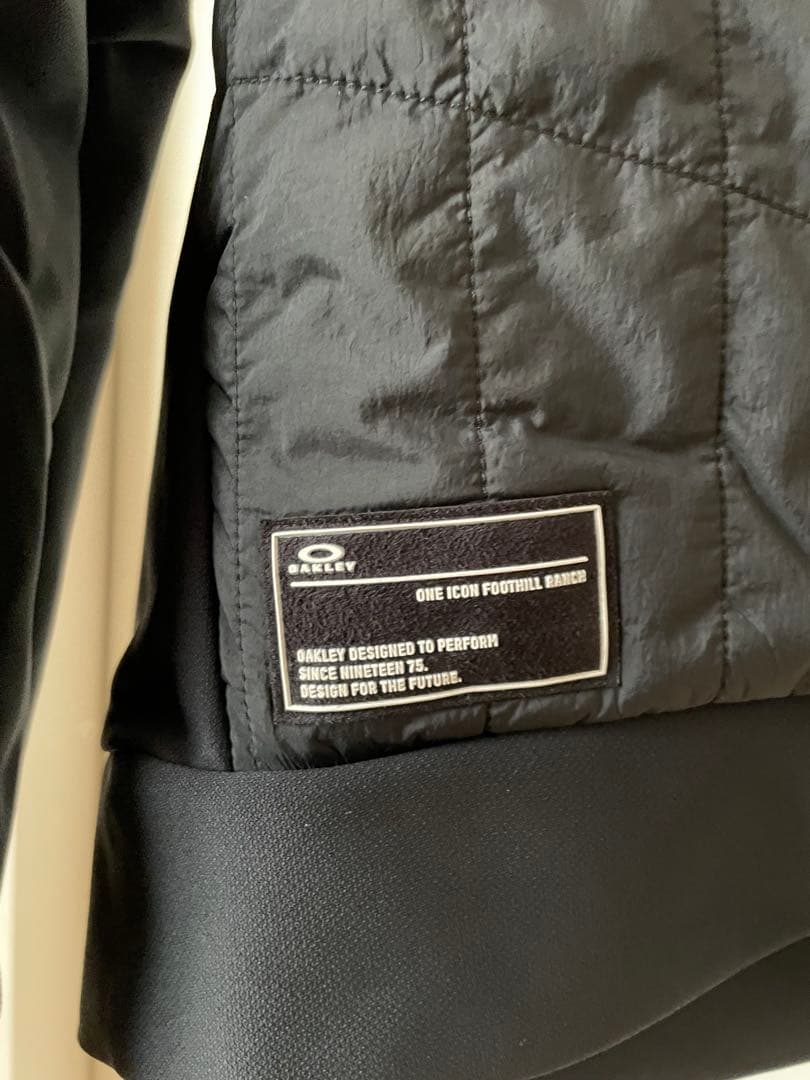 OAKLEY
ONE ICON FOOTHILL RANCH
OAKLEY DESIGNED TO PERFORM
SINCE NINETEEN 75.
DESIGN FOR THE FUTURE.